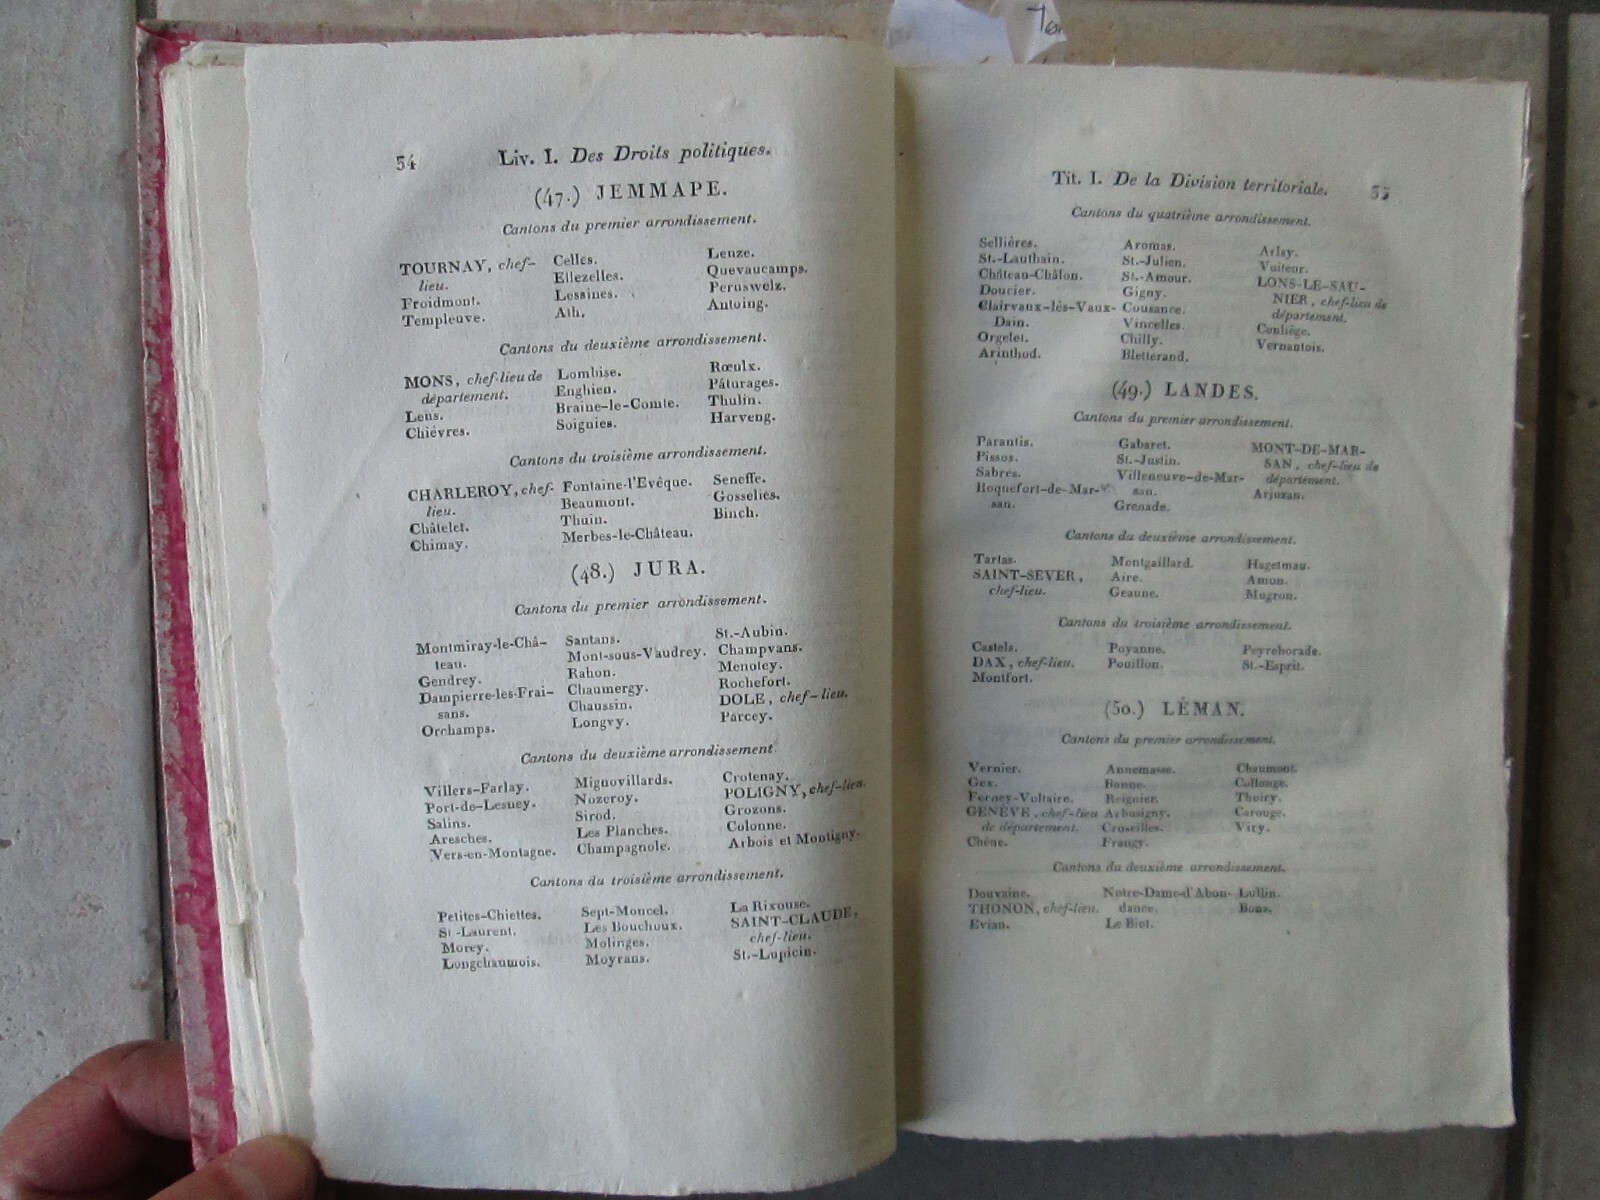 54 Liv. I. Des Droits politiques.
(47.) JEMMAPE.
Cantons du premier arrondissement.
TOURNAY, chef-
lieu.
Froidmont.
Templeuve.
Celles.
Ellezelles.
Lessines.
Ath.
Leuze.
Quevaucamps.
Peruswelz.
Antoing.
Cantons du deuxième arrondissement.
MONS, chef-lieu de
département.
Lens.
Chièvres.
Lombise.
Enghien.
Braine-le-Comte.
Soignies.
Rœulx.
Pâturages.
Thulin.
Harveng.
Cantons du troisième arrondissement.
CHARLEROY, chef-
lieu.
Châtelet.
Chimay.
Fontaine-l'Evêque.
Beaumont.
Thuin.
Merbes-le-Château.
Seneffe.
Gosselies.
Binch.
(48.) JURA.
Cantons du premier arrondissement.
Montmiray-le-Châ-
teau.
Gendrey.
Dampierre-les-Frai-
sans.
Orchamps.
Santans.
Mont-sous-Vaudrey.
Rahon.
Chaumergy.
Chaussin.
Longvy.
St.-Aubin.
Champvans.
Menotey.
Rochefort.
DOLE, chef-lieu.
Parcey.
Cantons du deuxième arrondissement.
Villers-Farlay.
Port-de-Lesney.
Salins.
Aresches.
Vers-en-Montagne.
Mignovillards.
Nozeroy.
Sirod.
Les Planches.
Champagnole.
Crotenay.
POLIGNY, chef-lieu.
Grozons.
Colonne.
Arbois et Montigny.
Cantons du troisième arrondissement.
Petites-Chiettes.
St.-Laurent.
Morey.
Longchaumois.
Sept-Moncel.
Les Bouchoux.
Molinges.
Moyrans.
La Rixouse.
SAINT-CLAUDE,
chef-lieu.
St.-Lupicin.
Tit. I. De la Division territoriale. 55
Cantons du quatrième arrondissement.
Sellières.
St.-Lauthain.
Château-Châlon.
Doucier.
Clairvaux-lès-Vaux-
Dain.
Orgelet.
Arinthod.
Aromas.
St.-Julien.
St.-Amour.
Gigny.
Cousance.
Vincelles.
Chilly.
Bletterand.
Arlay.
Voiteur.
LONS-LE-SAU-
NIER, chef-lieu de
département.
Conliège.
Vernantois.
(49.) LANDES.
Cantons du premier arrondissement.
Parantis.
Pissos.
Sabres.
Roquefort-de-Mar-
san.
Gabaret.
St.-Justin.
Villeneuve-de-Mar-
san.
Grenade.
MONT-DE-MAR-
SAN, chef-lieu de
département.
Arjuzan.
Cantons du deuxième arrondissement.
Tartas.
SAINT-SEVER,
chef-lieu.
Montgaillard.
Aire.
Geaune.
Hagetmau.
Amon.
Mugron.
Cantons du troisième arrondissement.
Castels.
DAX, chef-lieu.
Montfort.
Poyanne.
Pouillon.
Peyrehorade.
St.-Esprit.
(50.) LÉMAN.
Cantons du premier arrondissement.
Vernier.
Gex.
Ferney-Voltaire.
GENÈVE, chef-lieu
de département.
Chêne.
Annemasse.
Bonne.
Reignier.
Arbusigny.
Cruseilles.
Frangy.
Chaumont.
Collonge.
Thoiry.
Carouge.
Viry.
Cantons du deuxième arrondissement.
Douvaine.
THONON, chef-lieu.
Evian.
Notre-Dame-d'Abon-
dance.
Le Biot.
Lullin.
Bons.